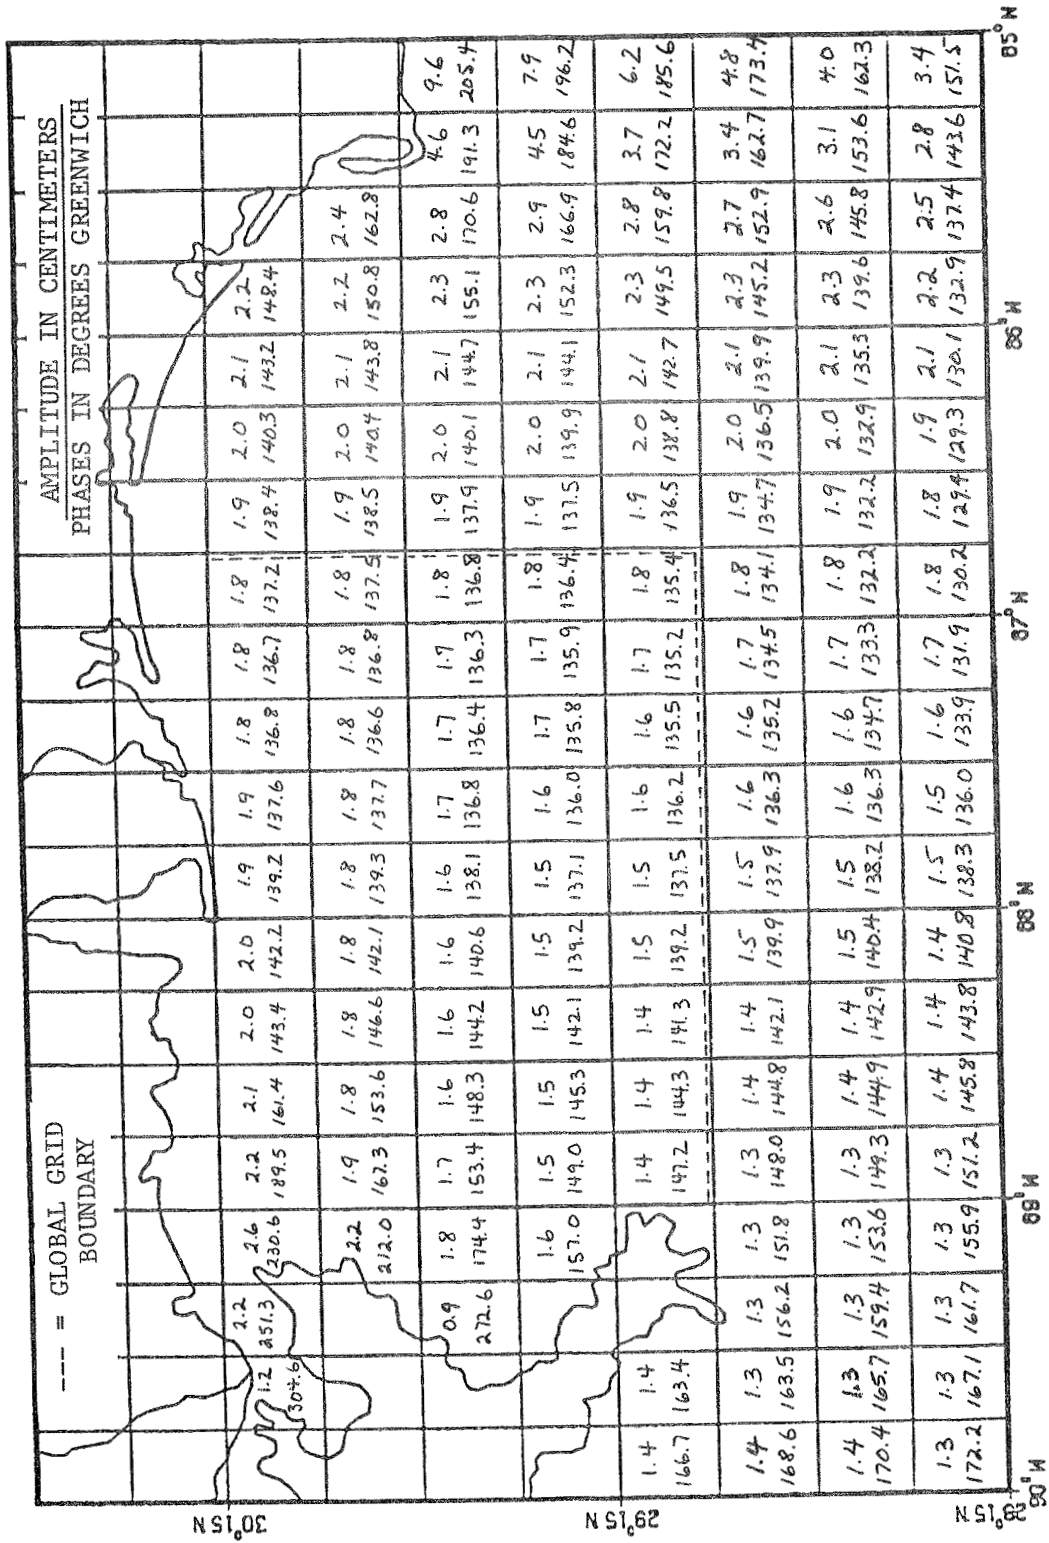 AMPLITUDE IN CENTIMETERS
PHASES IN DEGREES GREENWICH
--- = GLOBAL GRID
BOUNDARY
30°15 N
1.2 2.2 2.6 2.2 2.1 2.0 2.0 1.9 1.9 1.8 1.8 1.8 1.9 2.0 2.1 2.2
304.6 251.3 230.6 189.5 161.4 143.4 142.2 139.2 137.6 136.8 136.7 137.2 138.4 140.3 143.2 148.4
2.2 1.9 1.8 1.8 1.8 1.8 1.8 1.8 1.8 1.8 1.9 2.0 2.1 2.2 2.4
212.0 167.3 153.6 146.6 142.1 139.3 137.7 136.6 136.8 137.5 138.5 140.4 143.8 150.8 162.8
0.9 1.8 1.7 1.6 1.6 1.6 1.6 1.7 1.7 1.7 1.8 1.9 2.0 2.1 2.3 2.8 4.6 9.6
272.6 174.4 153.4 148.3 144.2 140.6 138.1 136.8 136.4 136.3 136.8 137.9 140.1 144.7 155.1 170.6 191.3 205.4
1.6 1.5 1.5 1.5 1.5 1.5 1.6 1.7 1.7 1.8 1.9 2.0 2.1 2.3 2.9 4.5 7.9
157.0 149.0 145.3 142.1 139.2 137.1 136.0 135.8 135.9 136.4 137.5 139.9 144.1 152.3 166.9 184.6 196.2
29°15 N
1.4 1.4 1.4 1.4 1.4 1.5 1.5 1.6 1.6 1.7 1.8 1.9 2.0 2.1 2.3 2.8 3.7 6.2
166.7 163.4 147.2 144.3 141.3 139.2 137.5 136.2 135.5 135.2 135.4 136.5 138.8 142.7 149.5 159.8 172.2 185.6
1.4 1.3 1.3 1.3 1.3 1.4 1.4 1.5 1.5 1.6 1.6 1.7 1.8 1.9 2.0 2.1 2.3 2.7 3.4 4.8
168.6 163.5 156.2 151.8 148.0 144.8 142.1 139.9 137.9 136.3 135.2 134.5 134.1 134.7 136.5 139.9 145.2 152.9 162.7 173.4
1.4 1.3 1.3 1.3 1.3 1.4 1.4 1.5 1.5 1.6 1.6 1.7 1.8 1.9 2.0 2.1 2.3 2.6 3.1 4.0
170.4 165.7 159.4 153.6 149.3 144.9 142.9 140.4 138.2 136.3 134.7 133.3 132.2 132.2 132.9 135.3 139.6 145.8 153.6 162.3
1.3 1.3 1.3 1.3 1.3 1.4 1.4 1.4 1.5 1.5 1.6 1.7 1.8 1.8 1.9 2.1 2.2 2.5 2.8 3.4
172.2 167.1 161.7 155.9 151.2 145.8 143.8 140.8 138.3 136.0 133.9 131.9 130.2 129.4 129.3 130.1 132.9 137.4 143.6 151.5
28°15 N
90°W 89°W 88°W 87°W 86°W 85°W